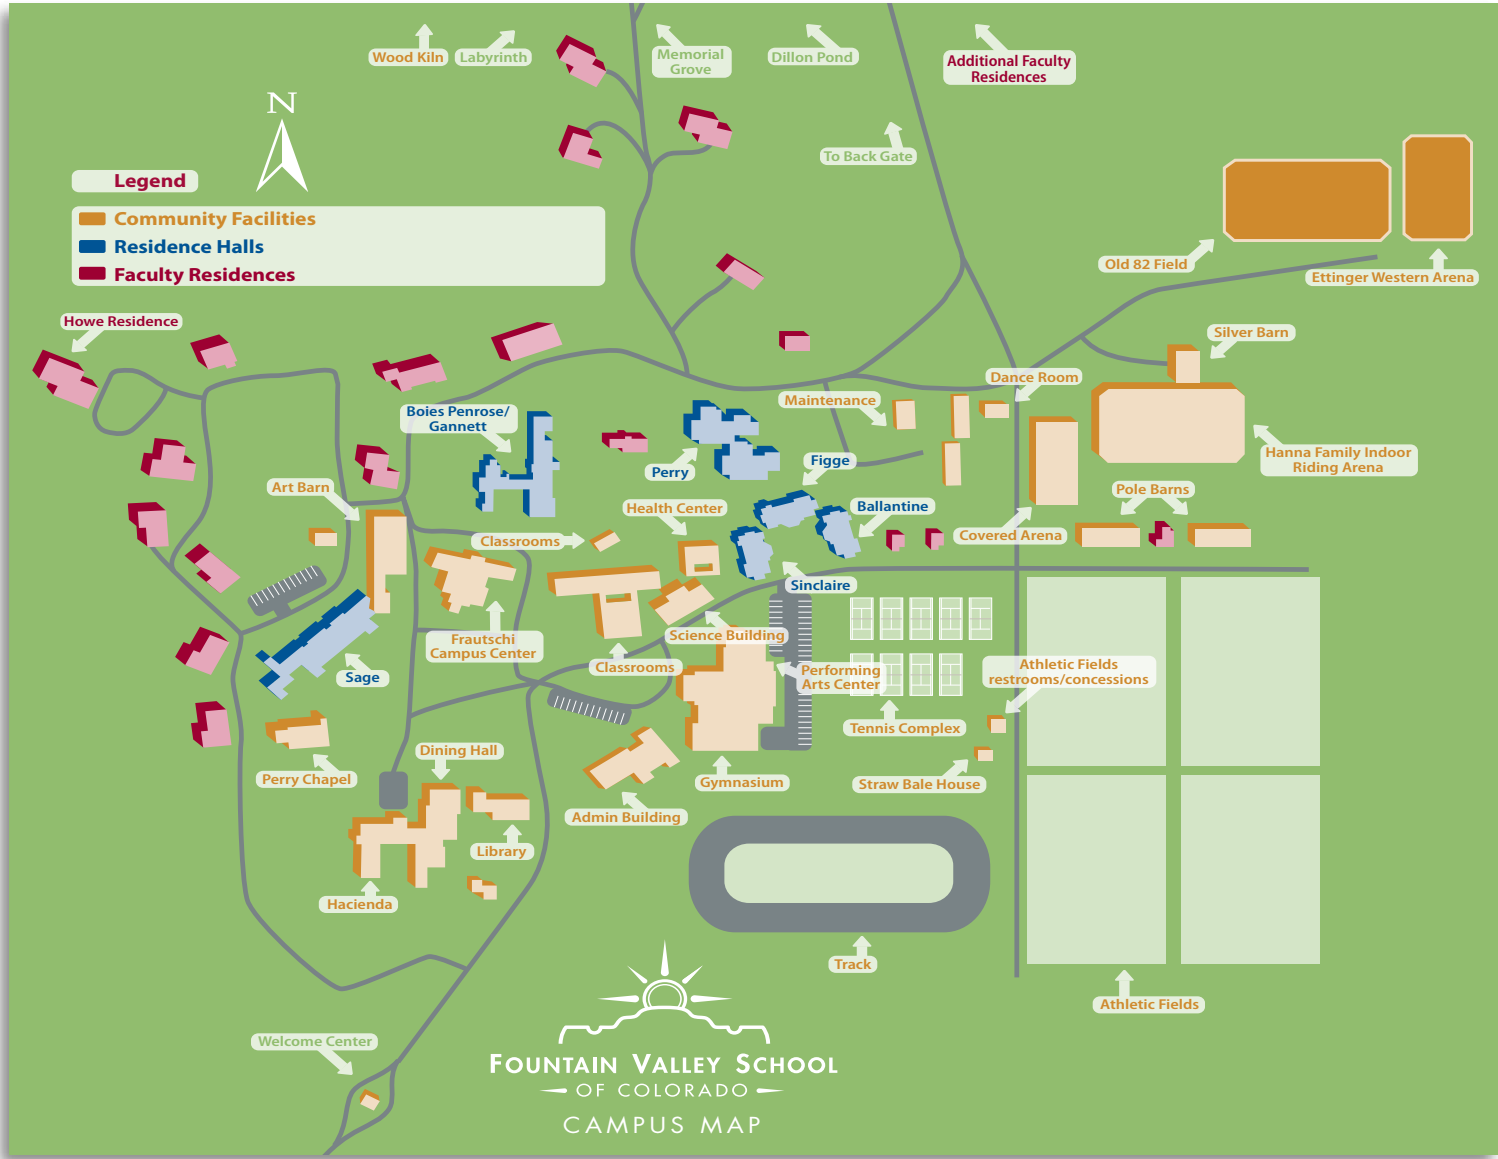 Wood Kiln
Labyrinth
Memorial
Grove
Dillon Pond
Additional Faculty
Residences
N
To Back Gate
Legend
Community Facilities
Residence Halls
Faculty Residences
Old 82 Field
Ettinger Western Arena
Howe Residence
Silver Barn
Dance Room
Maintenance
Boies Penrose/
Gannett
Hanna Family Indoor
Riding Arena
Perry
Figge
Art Barn
Pole Barns
Health Center
Ballantine
Classrooms
Covered Arena
Sinclaire
Frautschi
Campus Center
Science Building
Classrooms
Sage
Performing
Arts Center
Athletic Fields
restrooms/concessions
Tennis Complex
Dining Hall
Perry Chapel
Gymnasium
Straw Bale House
Admin Building
Library
Hacienda
Track
Athletic Fields
Welcome Center
FOUNTAIN VALLEY SCHOOL
OF COLORADO
CAMPUS MAP